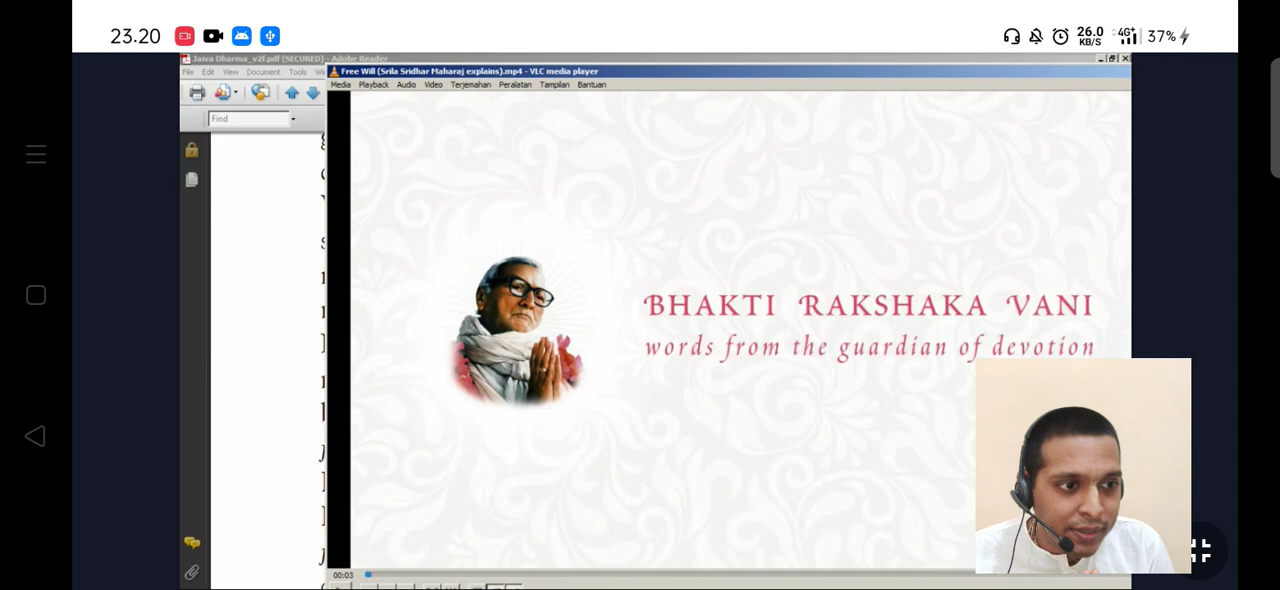 23.20
26.0
KB/S
4G+
37%
Jaiva Dharma_v2f.pdf (SECURED) - Adobe Reader
File Edit View Document Tools
Free Will (Srila Sridhar Maharaj explains).mp4 - VLC media player
Media Playback Audio Video Terjemahan Peralatan Tampilan Bantuan
Find
BHAKTI RAKSHAKA VANI
words from the guardian of devotion
00:03